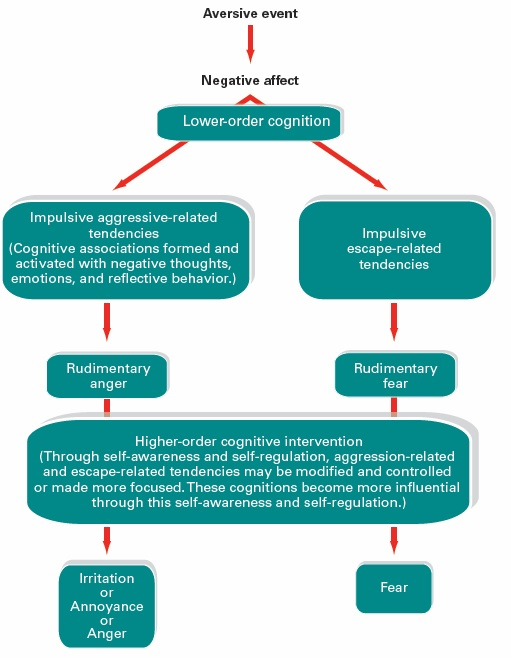 Aversive event
Negative affect
Lower-order cognition
Impulsive aggressive-related
tendencies
(Cognitive associations formed and
activated with negative thoughts,
emotions, and reflective behavior.)
Impulsive
escape-related
tendencies
Rudimentary
anger
Rudimentary
fear
Higher-order cognitive intervention
(Through self-awareness and self-regulation, aggression-related
and escape-related tendencies may be modified and controlled
or made more focused. These cognitions become more influential
through this self-awareness and self-regulation.)
Irritation
or
Annoyance
or
Anger
Fear